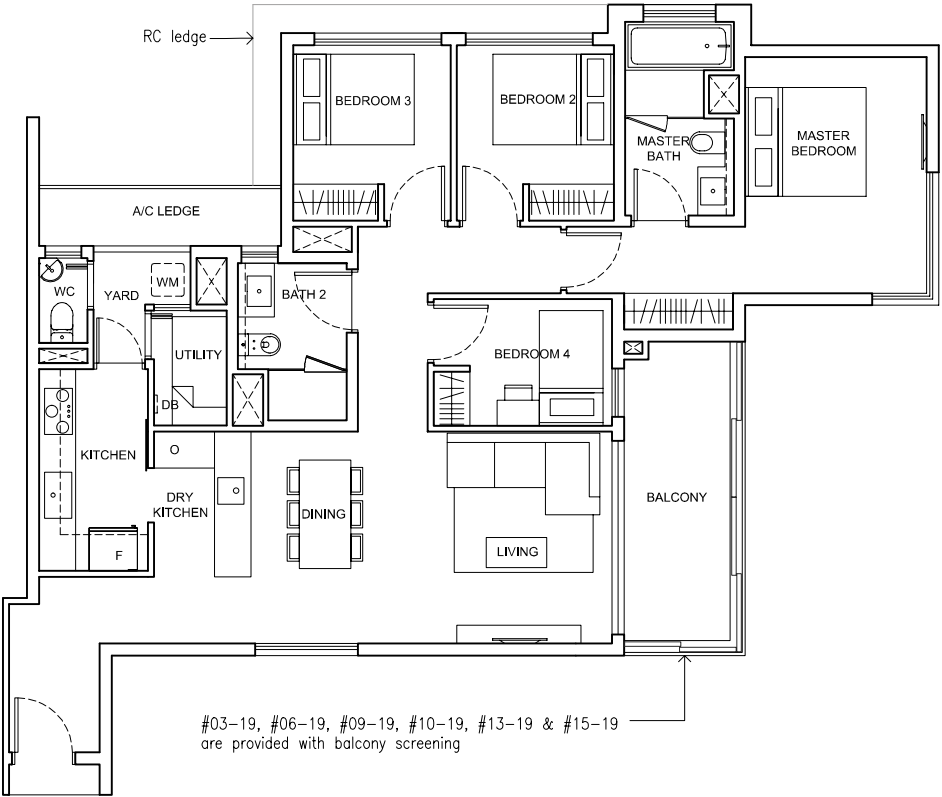 RC ledge
BEDROOM 3
BEDROOM 2
MASTER
BATH
MASTER
BEDROOM
A/C LEDGE
WC
YARD
WM
BATH 2
UTILITY
BEDROOM 4
DB
KITCHEN
O
DRY
KITCHEN
DINING
LIVING
BALCONY
F
#03-19, #06-19, #09-19, #10-19, #13-19 & #15-19
are provided with balcony screening